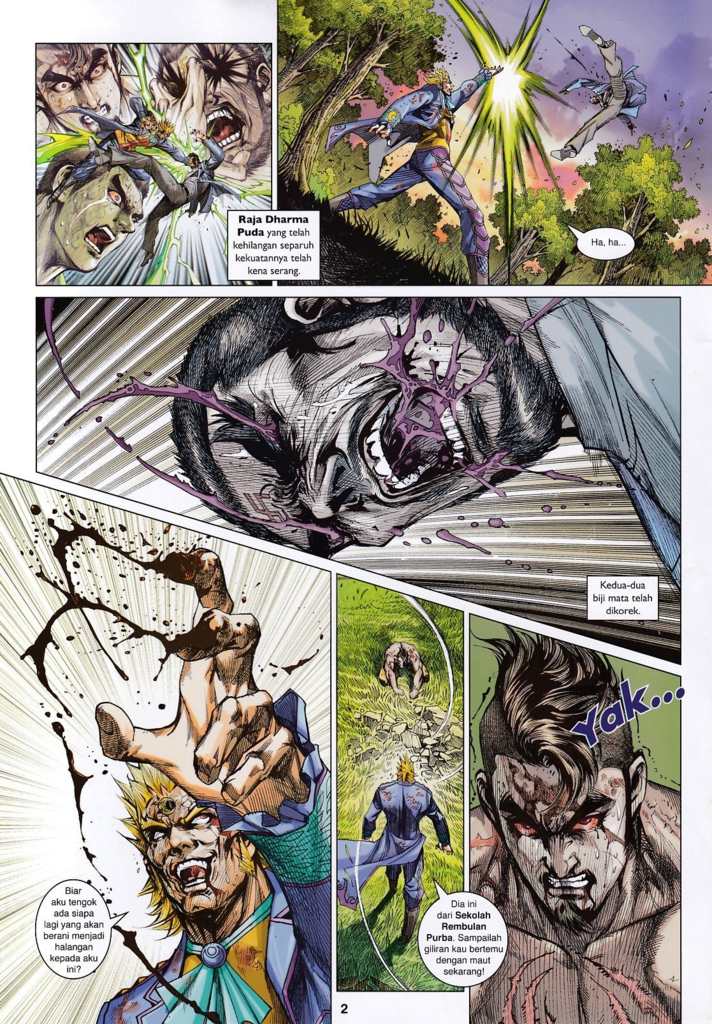 Raja Dharma
Puda yang telah
kehilangan separuh
kekuatannya telah
kena serang.
Ha, ha...
Kedua-dua
biji mata telah
dikorek.
Biar
aku tengok
ada siapa
lagi yang akan
berani menjadi
halangan
kepada aku
ini?
Yak...
Dia ini
dari Sekolah
Rembulan
Purba. Sampailah
giliran kau bertemu
dengan maut
sekarang!
2